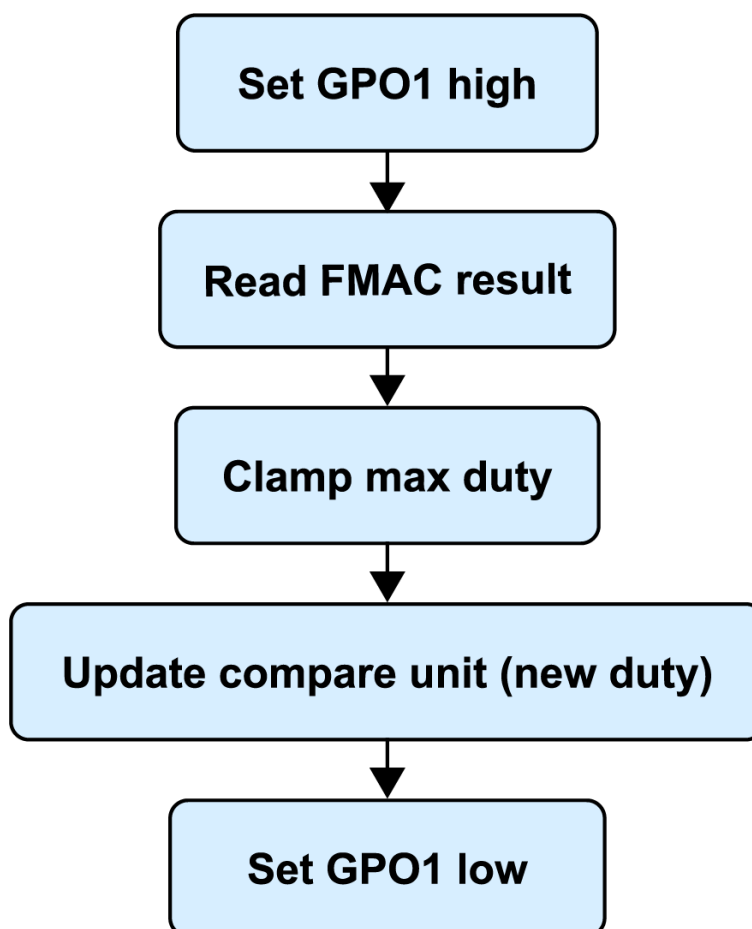 Set GPO1 high
Read FMAC result
Clamp max duty
Update compare unit (new duty)
Set GPO1 low